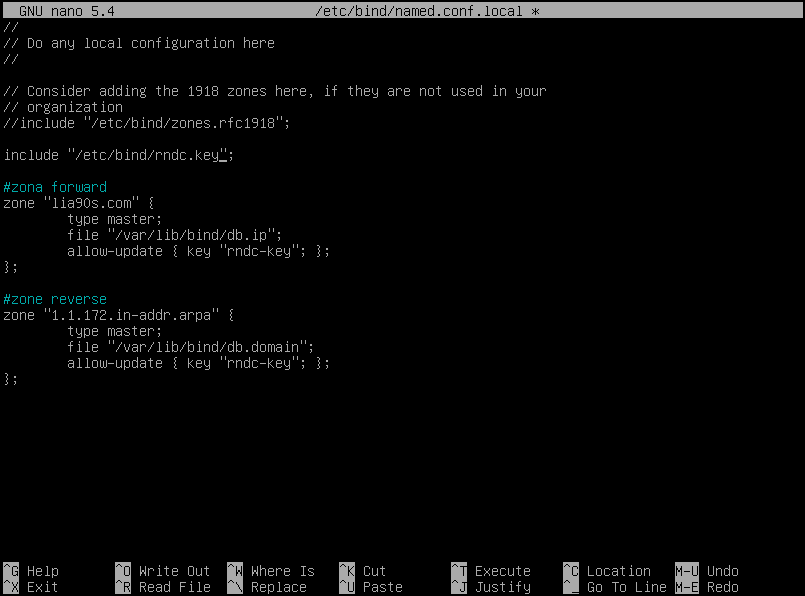 GNU nano 5.4 /etc/bind/named.conf.local *
//
// Do any local configuration here
//
// Consider adding the 1918 zones here, if they are not used in your
// organization
//include "/etc/bind/zones.rfc1918";
include "/etc/bind/rndc.key";
#zona forward
zone "lia90s.com" {
type master;
file "/var/lib/bind/db.ip";
allow-update { key "rndc-key"; };
};
#zone reverse
zone "1.1.172.in-addr.arpa" {
type master;
file "/var/lib/bind/db.domain";
allow-update { key "rndc-key"; };
};
^G Help ^O Write Out ^W Where Is ^K Cut ^T Execute ^C Location M-U Undo
^X Exit ^R Read File ^\ Replace ^U Paste ^J Justify ^_ Go To Line M-E Redo